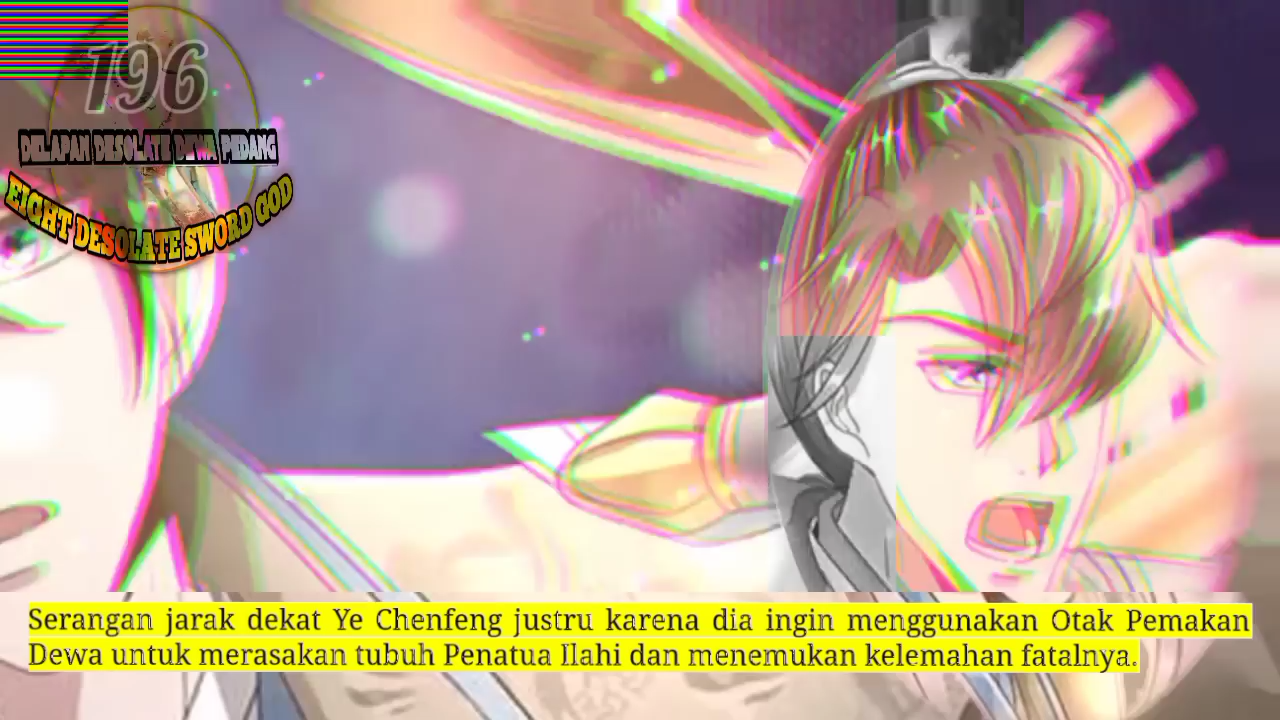 196
DELAPAN DESOLATE DEWA PEDANG
EIGHT DESOLATE SWORD GOD
Serangan jarak dekat Ye Chenfeng justru karena dia ingin menggunakan Otak Pemakan
Dewa untuk merasakan tubuh Penatua Ilahi dan menemukan kelemahan fatalnya.